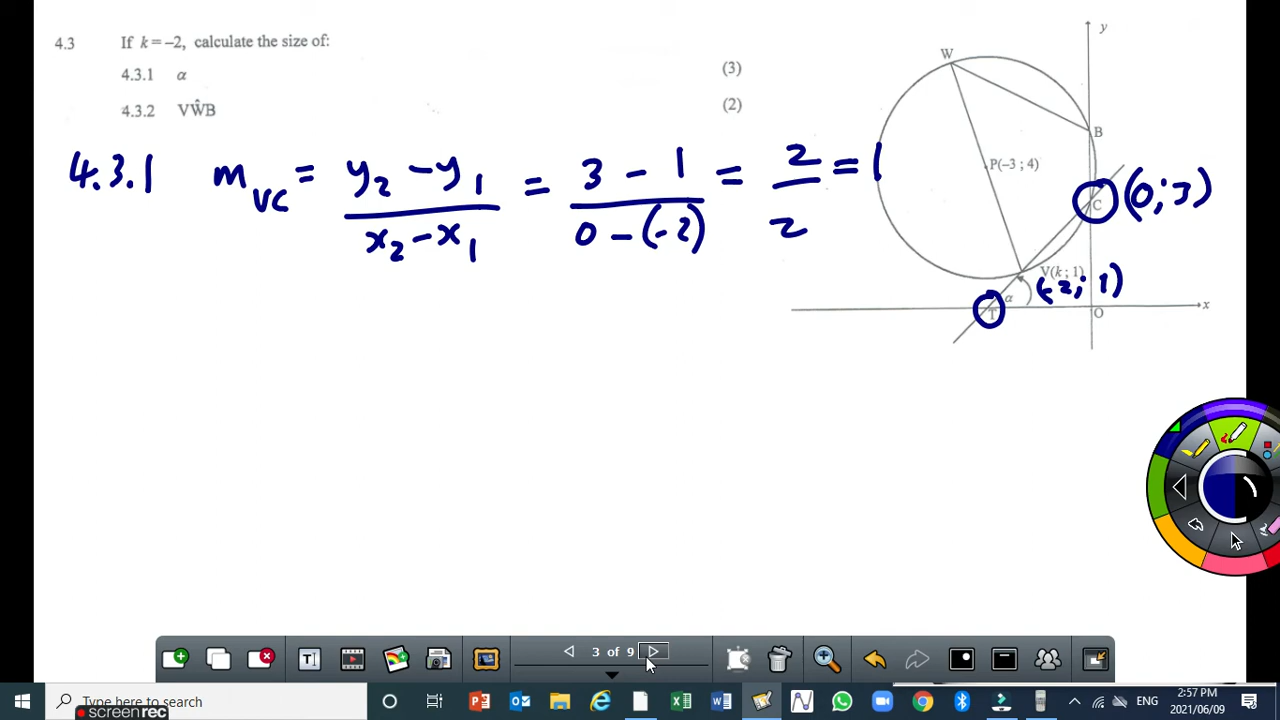 4.3 If k = –2, calculate the size of:
4.3.1 α (3)
4.3.2 VŴB (2)
4.3.1 m_VC = (y₂ – y₁)/(x₂ – x₁) = (3 – 1)/(0 – (-2)) = 2/2 = 1
y
W
B
P(–3 ; 4)
C (0;3)
V(k ; 1)
(-2; 1)
α
T
O
x
3 of 9
Type here to search
screenrec
ENG
2:57 PM
2021/06/09